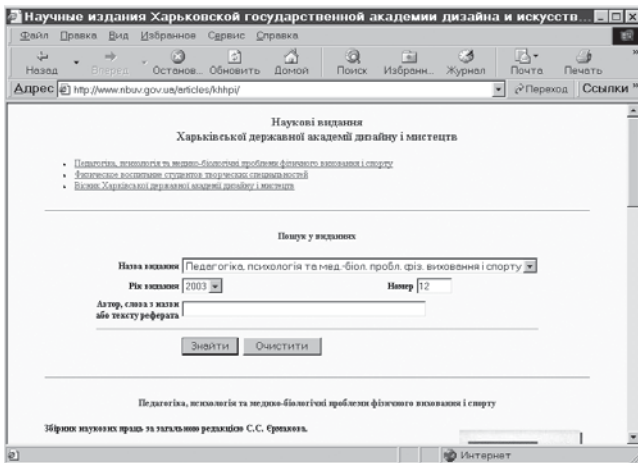 Научные издания Харьковской государственной академии дизайна и искусств...
Файл Правка Вид Избранное Сервис Справка
Назад Вперед Останов... Обновить Домой Поиск Избранн... Журнал Почта Печать
Адрес http://www.nbuv.gov.ua/articles/khhpi/ Переход Ссылки »
Наукові видання
Харьківської державної академії дизайну і мистецтв
Педагогіка, психологія та медико-біологічні проблеми фізичного виховання і спорту
Физическое воспитание студентов творческих специальностей
Вісник Харківської державної академії дизайну і мистецтв
Пошук у виданнях
Назва видання Педагогіка, психологія та мед.-біол. пробл. фіз. виховання і спорту
Рік видання 2003 Номер 12
Автор, слова з назви
або тексту реферата
Знайти Очистити
Педагогіка, психологія та медико-біологічні проблеми фізичного виховання і спорту
Збірник наукових праць за загальною редакцією С.С. Єрмакова.
Интернет